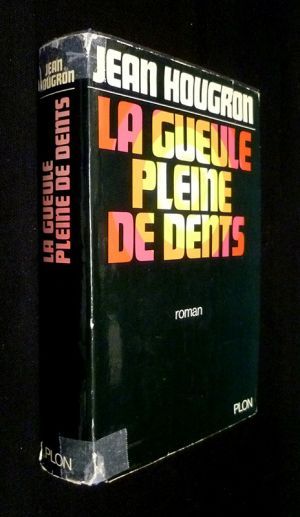 JEAN
HOUGRON
LA GUEULE
PLEINE DE DENTS
PLON
JEAN HOUGRON
LA GUEULE
PLEINE
DE DENTS
roman
PLON